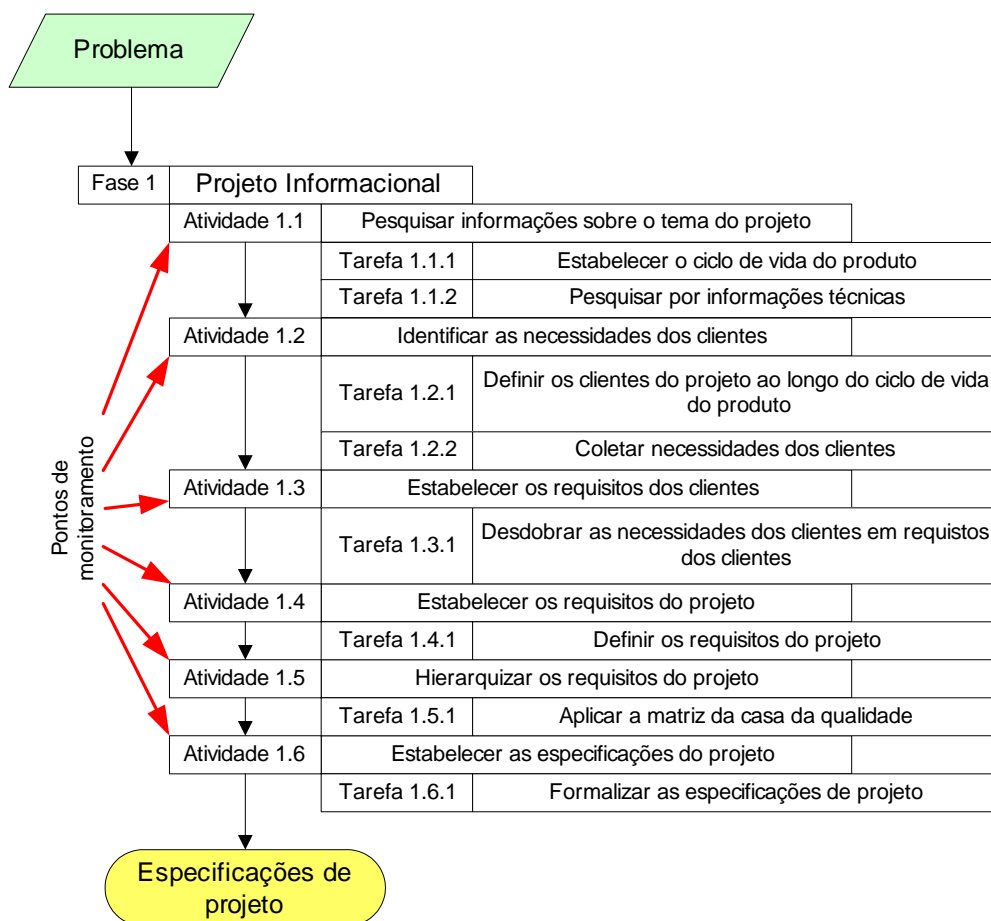 Problema
Fase 1
Projeto Informacional
Atividade 1.1
Pesquisar informações sobre o tema do projeto
Tarefa 1.1.1
Estabelecer o ciclo de vida do produto
Tarefa 1.1.2
Pesquisar por informações técnicas
Atividade 1.2
Identificar as necessidades dos clientes
Tarefa 1.2.1
Definir os clientes do projeto ao longo do ciclo de vida
do produto
Tarefa 1.2.2
Coletar necessidades dos clientes
Atividade 1.3
Estabelecer os requisitos dos clientes
Tarefa 1.3.1
Desdobrar as necessidades dos clientes em requistos
dos clientes
Atividade 1.4
Estabelecer os requisitos do projeto
Tarefa 1.4.1
Definir os requisitos do projeto
Atividade 1.5
Hierarquizar os requisitos do projeto
Tarefa 1.5.1
Aplicar a matriz da casa da qualidade
Atividade 1.6
Estabelecer as especificações do projeto
Tarefa 1.6.1
Formalizar as especificações de projeto
Pontos de
monitoramento
Especificações de
projeto